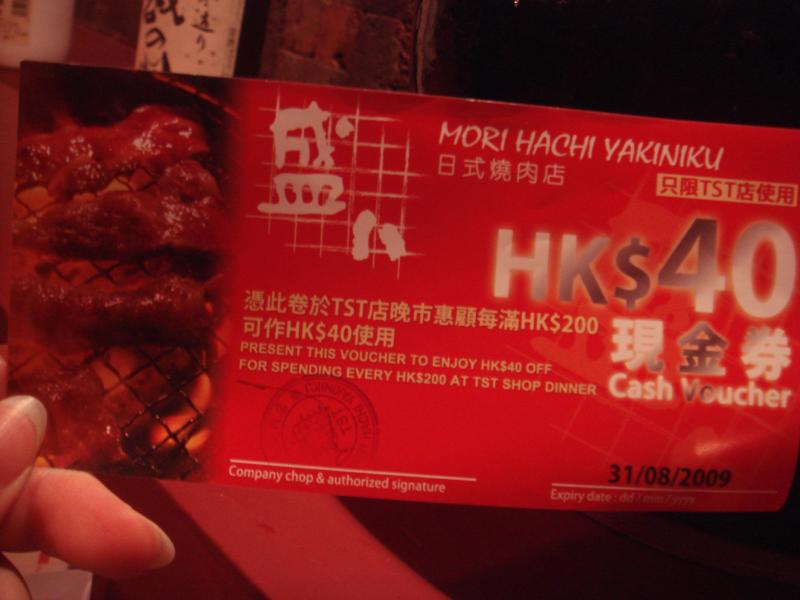 盛八
MORI HACHI YAKINIKU
日式燒肉店
只限TST店使用
HK$40
現金券
Cash Voucher
憑此卷於TST店晚市惠顧每滿HK$200
可作HK$40使用
PRESENT THIS VOUCHER TO ENJOY HK$40 OFF
FOR SPENDING EVERY HK$200 AT TST SHOP DINNER
TST
Company chop & authorized signature
31/08/2009
Expiry date : dd / mm / yyyy